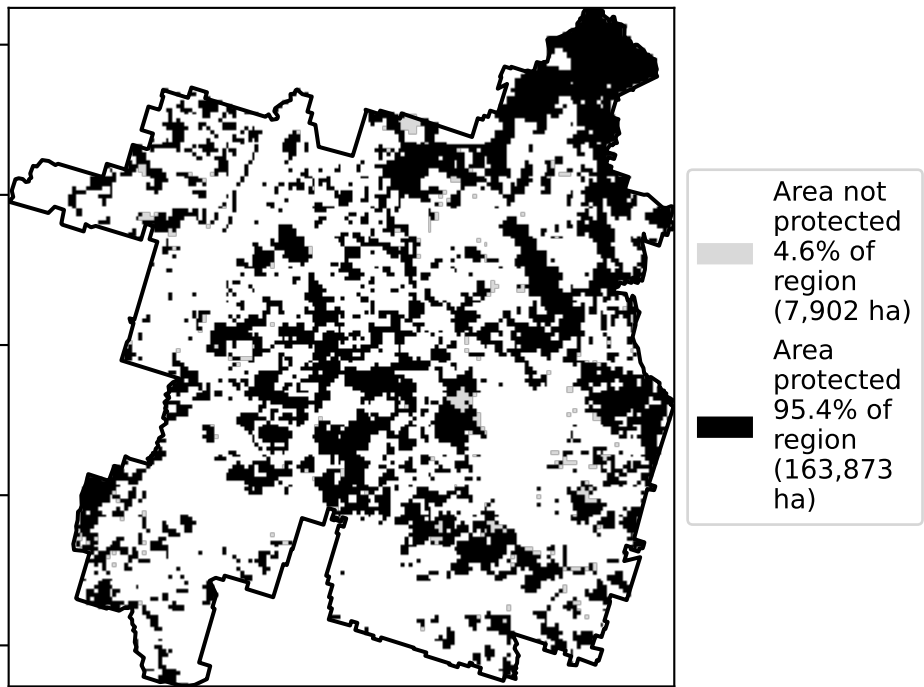 Area not
protected
4.6% of
region
(7,902 ha)
Area
protected
95.4% of
region
(163,873
ha)